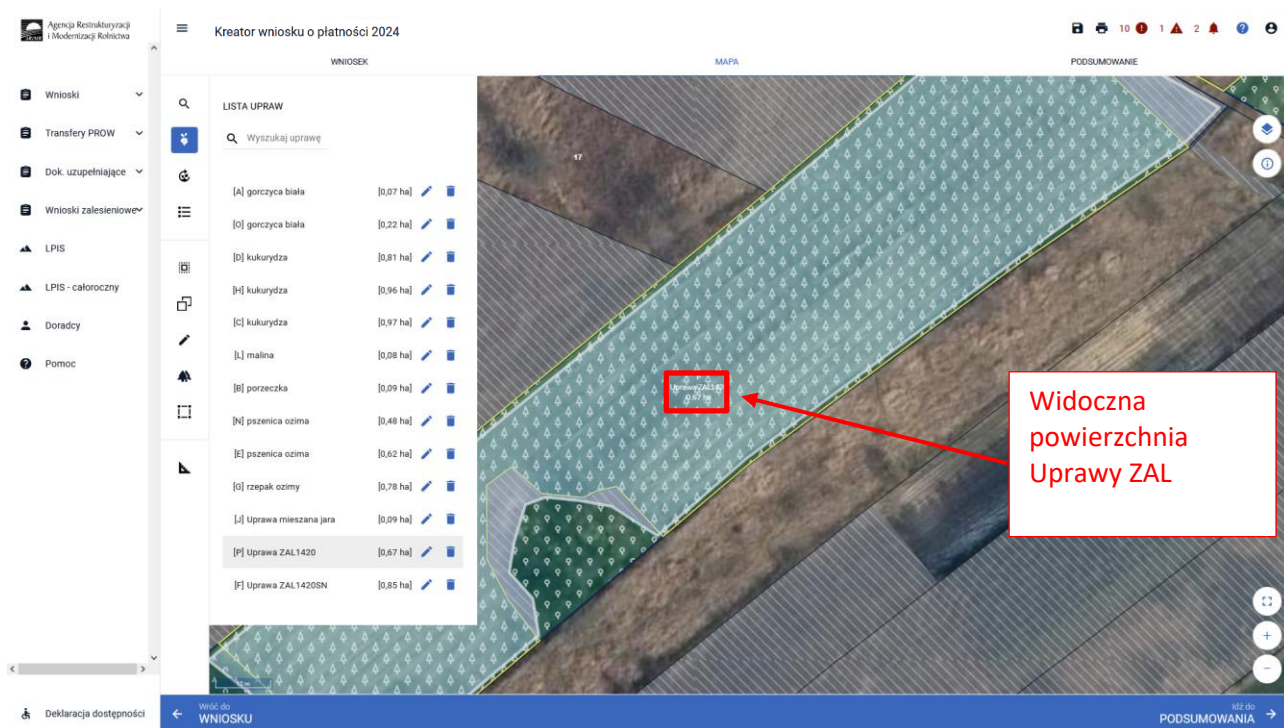 Agencja Restrukturyzacji
i Modernizacji Rolnictwa
Kreator wniosku o płatności 2024
10
1
2
WNIOSEK
MAPA
PODSUMOWANIE
Wnioski
Transfery PROW
Dok. uzupełniające
Wnioski zalesieniowe
LPIS
LPIS - całoroczny
Doradcy
Pomoc
LISTA UPRAW
Wyszukaj uprawę
[A] gorczyca biała [0,07 ha]
[O] gorczyca biała [0,22 ha]
[D] kukurydza [0,81 ha]
[H] kukurydza [0,96 ha]
[C] kukurydza [0,97 ha]
[L] malina [0,08 ha]
[B] porzeczka [0,09 ha]
[N] pszenica ozima [0,48 ha]
[E] pszenica ozima [0,62 ha]
[G] rzepak ozimy [0,78 ha]
[J] Uprawa mieszana jara [0,09 ha]
[P] Uprawa ZAL1420 [0,67 ha]
[F] Uprawa ZAL1420SN [0,85 ha]
17
Uprawa ZAL142
0.67 ha
Widoczna
powierzchnia
Uprawy ZAL
Deklaracja dostępności
Wróć do
WNIOSKU
Idź do
PODSUMOWANIA